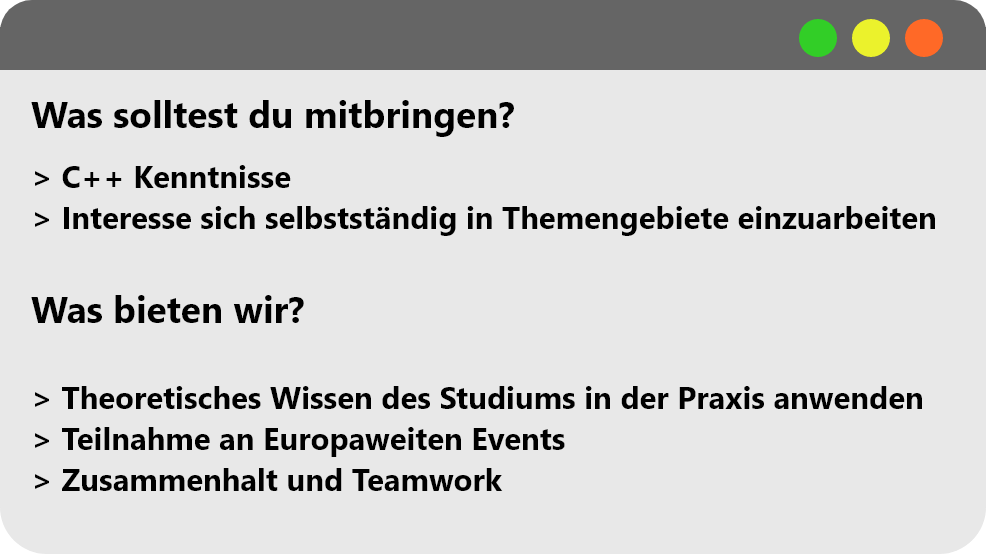 Was solltest du mitbringen?
> C++ Kenntnisse
> Interesse sich selbstständig in Themengebiete einzuarbeiten
Was bieten wir?
> Theoretisches Wissen des Studiums in der Praxis anwenden
> Teilnahme an Europaweiten Events
> Zusammenhalt und Teamwork